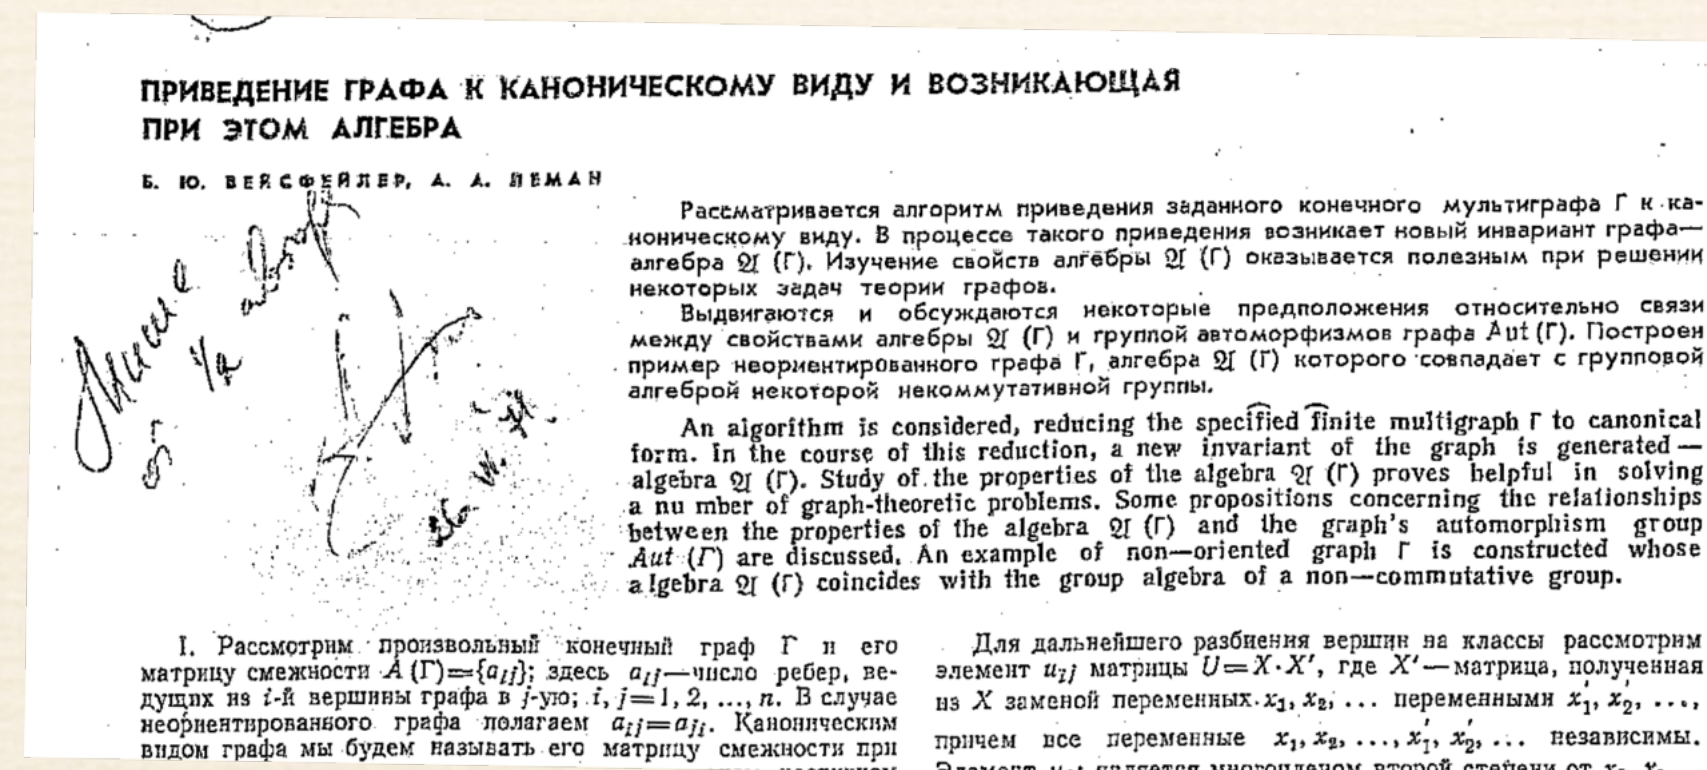 ПРИВЕДЕНИЕ ГРАФА К КАНОНИЧЕСКОМУ ВИДУ И ВОЗНИКАЮЩАЯ
ПРИ ЭТОМ АЛГЕБРА
Б. Ю. ВЕЙСФЕЙЛЕР, А. А. ЛЕМАН
Рассматривается алгоритм приведения заданного конечного мультиграфа Γ к ка-
ноническому виду. В процессе такого приведения возникает новый инвариант графа—
алгебра 𝔄 (Γ). Изучение свойств алгебры 𝔄 (Γ) оказывается полезным при решении
некоторых задач теории графов.
Выдвигаются и обсуждаются некоторые предположения относительно связи
между свойствами алгебры 𝔄 (Γ) и группой автоморфизмов графа Aut (Γ). Построен
пример неориентированного графа Γ, алгебра 𝔄 (Γ) которого совпадает с групповой
алгеброй некоторой некоммутативной группы.
An algorithm is considered, reducing the specified finite multigraph Γ to canonical
form. In the course of this reduction, a new invariant of the graph is generated—
algebra 𝔄 (Γ). Study of the properties of the algebra 𝔄 (Γ) proves helpful in solving
a nu mber of graph-theoretic problems. Some propositions concerning the relationships
between the properties of the algebra 𝔄 (Γ) and the graph's automorphism group
Aut (Γ) are discussed. An example of non—oriented graph Γ is constructed whose
algebra 𝔄 (Γ) coincides with the group algebra of a non—commutative group.
I. Рассмотрим произвольный конечный граф Γ и его
матрицу смежности A (Γ)={aij}; здесь aij—число ребер, ве-
дущих из i-й вершины графа в j-ую; i, j=1, 2, ..., n. В случае
неориентированного графа полагаем aij=aji. Каноническим
видом графа мы будем называть его матрицу смежности при
Для дальнейшего разбиения вершин на классы рассмотрим
элемент uij матрицы U=X·X′, где X′—матрица, полученная
из X заменой переменных x1, x2, ... переменными x′1, x′2, ...,
причем все переменные x1, x2, ..., x′1, x′2, ... независимы.
является многочленом второй степени от